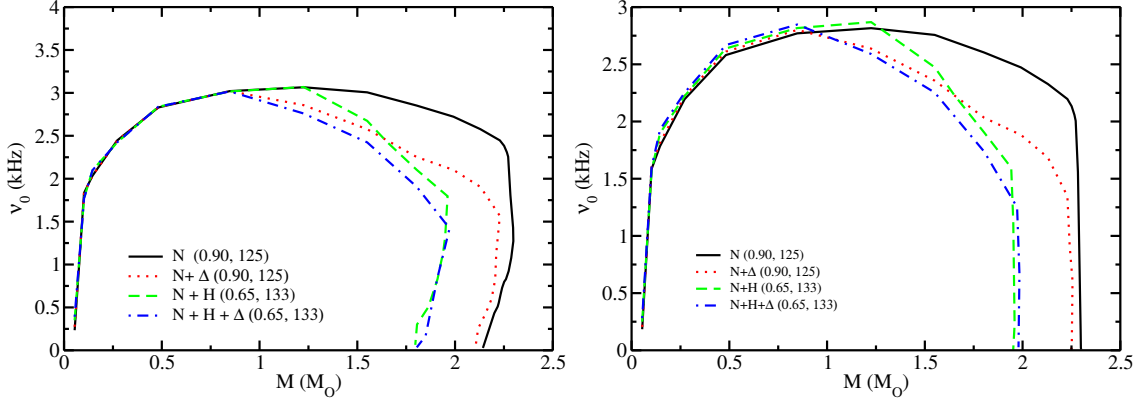 4
3.5
3
2.5
2
1.5
1
0.5
0
ν₀ (kHz)
N (0.90, 125)
N+ Δ (0.90, 125)
N + H (0.65, 133)
N + H + Δ (0.65, 133)
0 0.5 1 1.5 2 2.5
M (M_O)
3
2.5
2
1.5
1
0.5
0
ν₀ (kHz)
N (0.90, 125)
N+Δ (0.90, 125)
N+H (0.65, 133)
N+H+Δ (0.65, 133)
0 0.5 1 1.5 2 2.5
M (M_O)